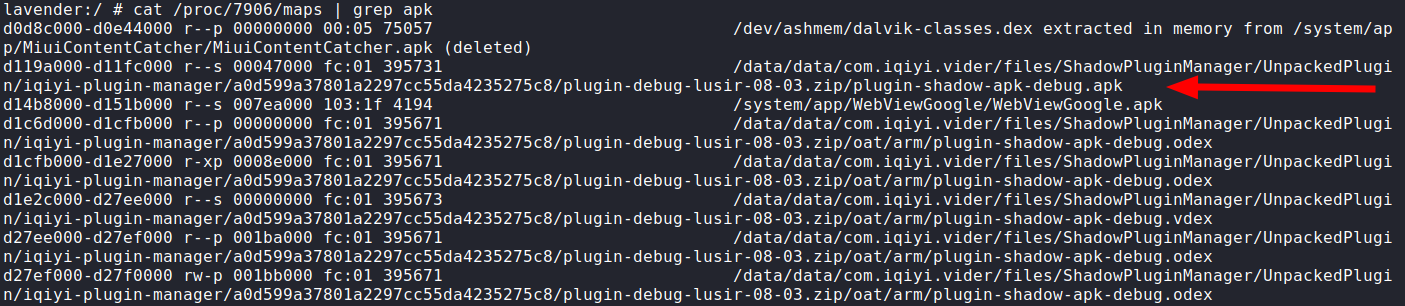 lavender:/ # cat /proc/7906/maps | grep apk
d0d8c000-d0e44000 r--p 00000000 00:05 75057 /dev/ashmem/dalvik-classes.dex extracted in memory from /system/ap
p/MiuiContentCatcher/MiuiContentCatcher.apk (deleted)
d119a000-d11fc000 r--s 00047000 fc:01 395731 /data/data/com.iqiyi.vider/files/ShadowPluginManager/UnpackedPlugi
n/iqiyi-plugin-manager/a0d599a37801a2297cc55da4235275c8/plugin-debug-lusir-08-03.zip/plugin-shadow-apk-debug.apk
d14b8000-d151b000 r--s 007ea000 103:1f 4194 /system/app/WebViewGoogle/WebViewGoogle.apk
d1c6d000-d1cfb000 r--p 00000000 fc:01 395671 /data/data/com.iqiyi.vider/files/ShadowPluginManager/UnpackedPlugi
n/iqiyi-plugin-manager/a0d599a37801a2297cc55da4235275c8/plugin-debug-lusir-08-03.zip/oat/arm/plugin-shadow-apk-debug.odex
d1cfb000-d1e27000 r-xp 0008e000 fc:01 395671 /data/data/com.iqiyi.vider/files/ShadowPluginManager/UnpackedPlugi
n/iqiyi-plugin-manager/a0d599a37801a2297cc55da4235275c8/plugin-debug-lusir-08-03.zip/oat/arm/plugin-shadow-apk-debug.odex
d1e2c000-d27ee000 r--s 00000000 fc:01 395673 /data/data/com.iqiyi.vider/files/ShadowPluginManager/UnpackedPlugi
n/iqiyi-plugin-manager/a0d599a37801a2297cc55da4235275c8/plugin-debug-lusir-08-03.zip/oat/arm/plugin-shadow-apk-debug.vdex
d27ee000-d27ef000 r--p 001ba000 fc:01 395671 /data/data/com.iqiyi.vider/files/ShadowPluginManager/UnpackedPlugi
n/iqiyi-plugin-manager/a0d599a37801a2297cc55da4235275c8/plugin-debug-lusir-08-03.zip/oat/arm/plugin-shadow-apk-debug.odex
d27ef000-d27f0000 rw-p 001bb000 fc:01 395671 /data/data/com.iqiyi.vider/files/ShadowPluginManager/UnpackedPlugi
n/iqiyi-plugin-manager/a0d599a37801a2297cc55da4235275c8/plugin-debug-lusir-08-03.zip/oat/arm/plugin-shadow-apk-debug.odex